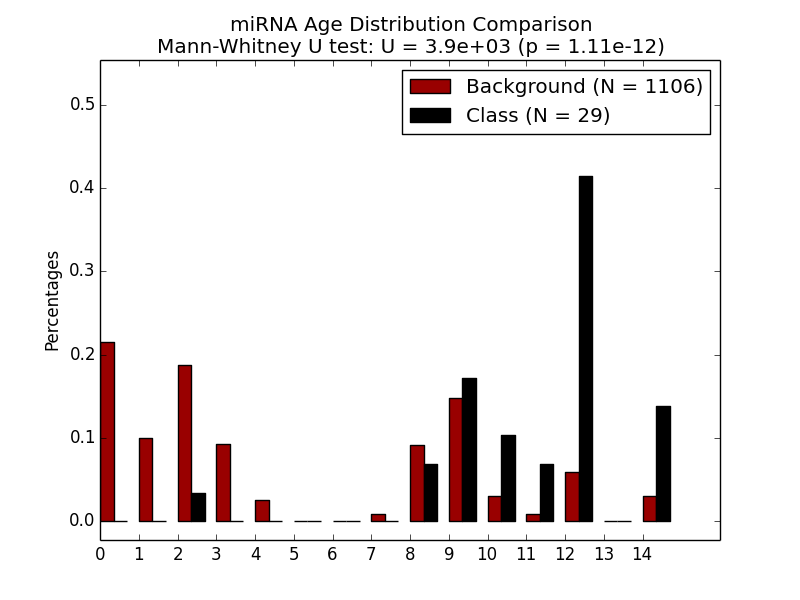 miRNA Age Distribution Comparison
Mann-Whitney U test: U = 3.9e+03 (p = 1.11e-12)
Background (N = 1106)
Class (N = 29)
Percentages
0.5
0.4
0.3
0.2
0.1
0.0
0 1 2 3 4 5 6 7 8 9 10 11 12 13 14